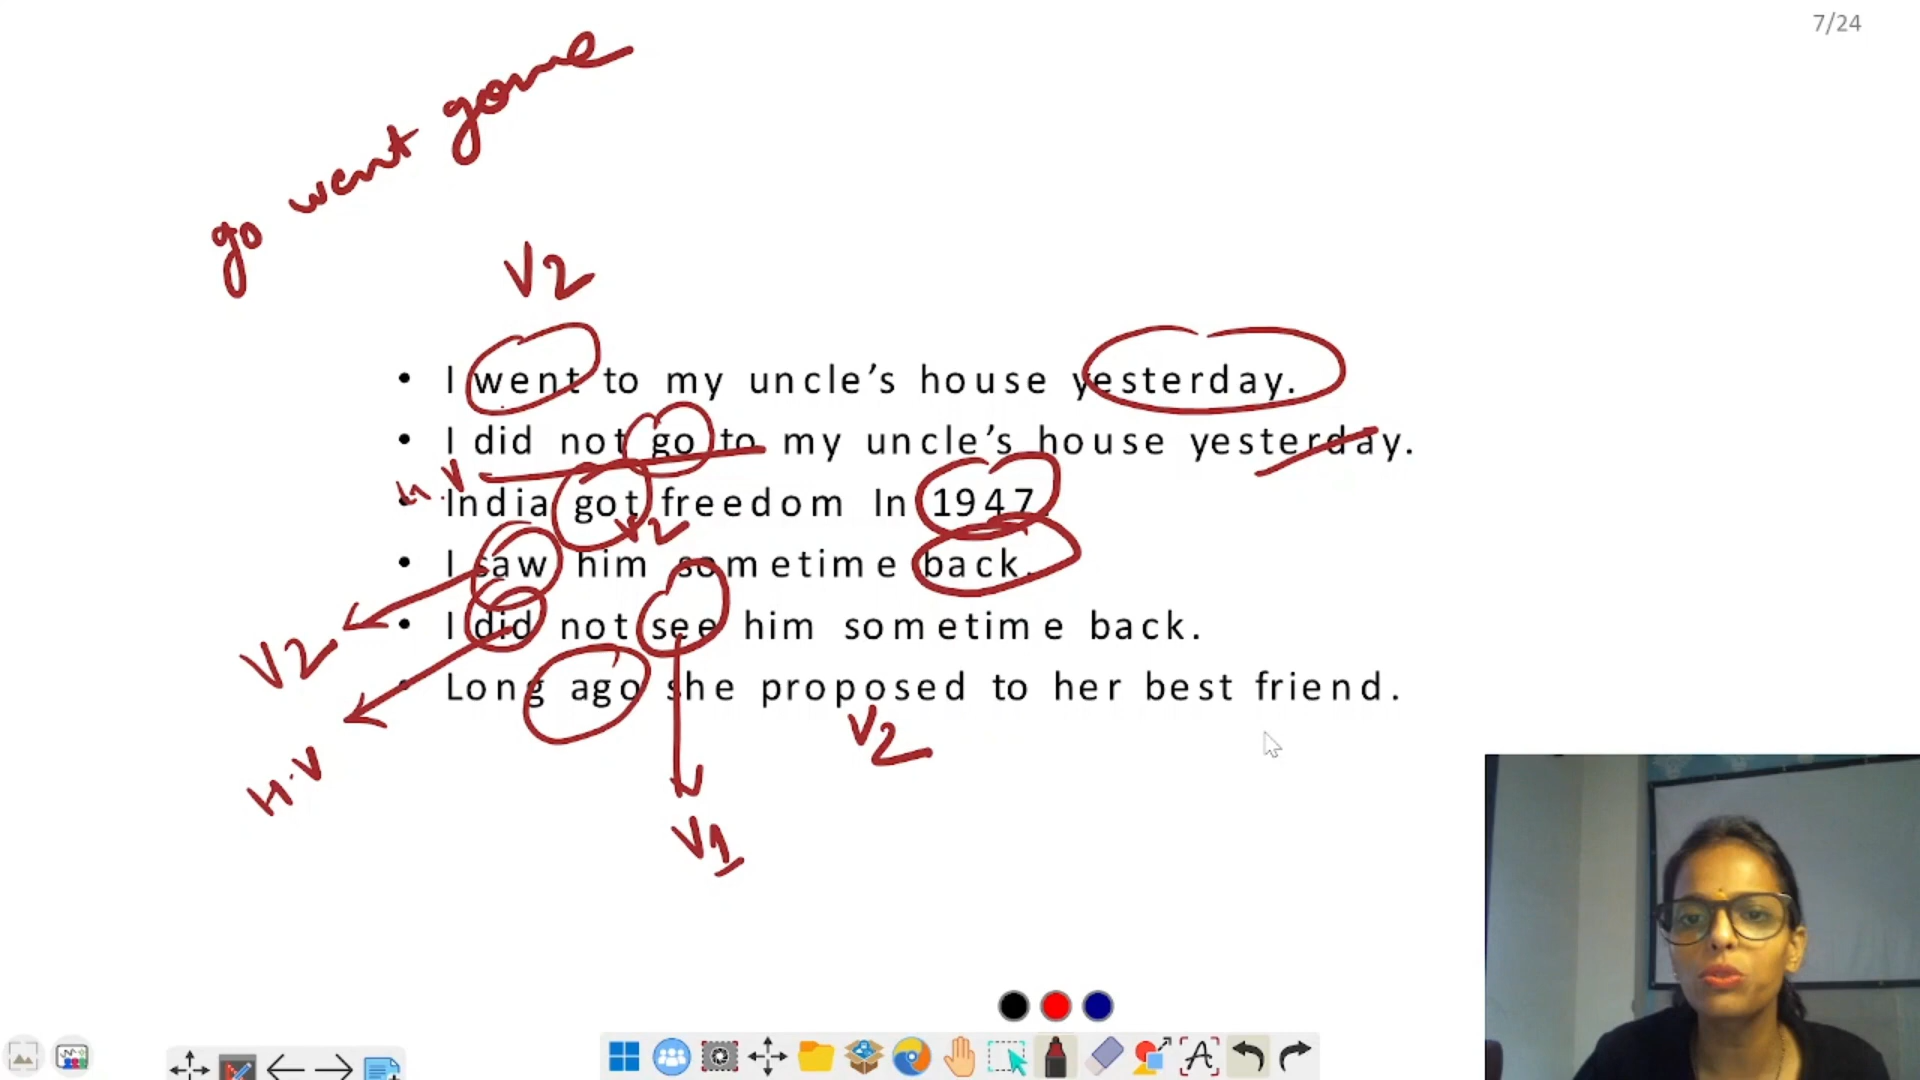 7/24
go went gone
V2
• I went to my uncle’s house yesterday.
• I did not go to my uncle’s house yesterday.
H.V
• India got freedom In 1947.
V2
• I saw him sometime back.
• I did not see him sometime back.
V2
• Long ago she proposed to her best friend.
V2
H.V
V1